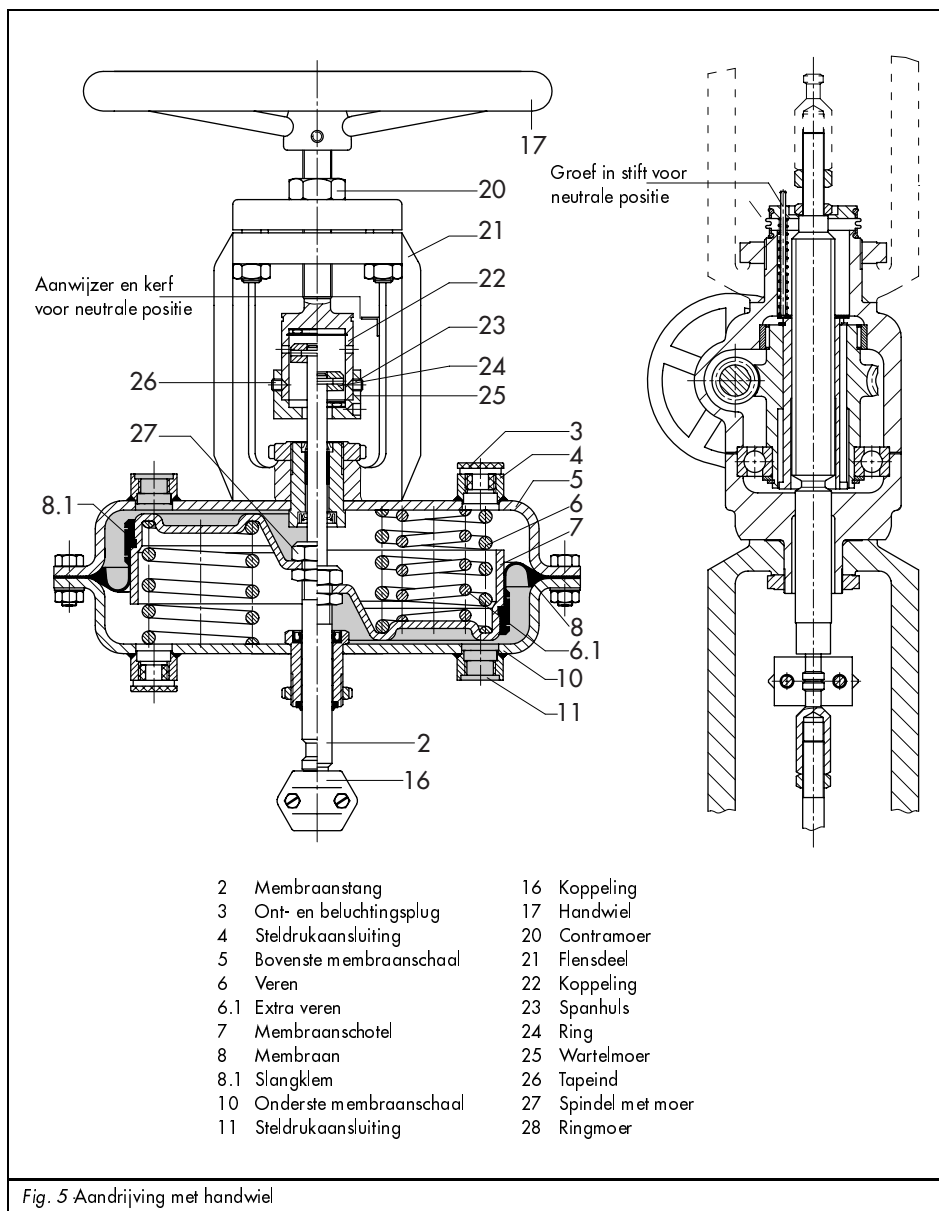 17
20
Groef in stift voor
neutrale positie
21
Aanwijzer en kerf
voor neutrale positie
22
23
24
26
25
27
3
4
5
8.1
6
7
8
6.1
10
11
2
16
2 Membraanstang
3 Ont- en beluchtingsplug
4 Steldrukaansluiting
5 Bovenste membraanschaal
6 Veren
6.1 Extra veren
7 Membraanschotel
8 Membraan
8.1 Slangklem
10 Onderste membraanschaal
11 Steldrukaansluiting
16 Koppeling
17 Handwiel
20 Contramoer
21 Flensdeel
22 Koppeling
23 Spanhuls
24 Ring
25 Wartelmoer
26 Tapeind
27 Spindel met moer
28 Ringmoer
Fig. 5 Aandrijving met handwiel